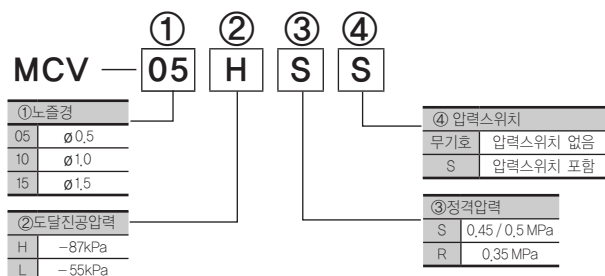 ① ② ③ ④
MCV — 05 H S S
①노즐경
05 ø0.5
10 ø1.0
15 ø1.5
②도달진공압력
H -87kPa
L -55kPa
④ 압력스위치
무기호 압력스위치 없음
S 압력스위치 포함
③정격압력
S 0.45 / 0.5 MPa
R 0.35 MPa